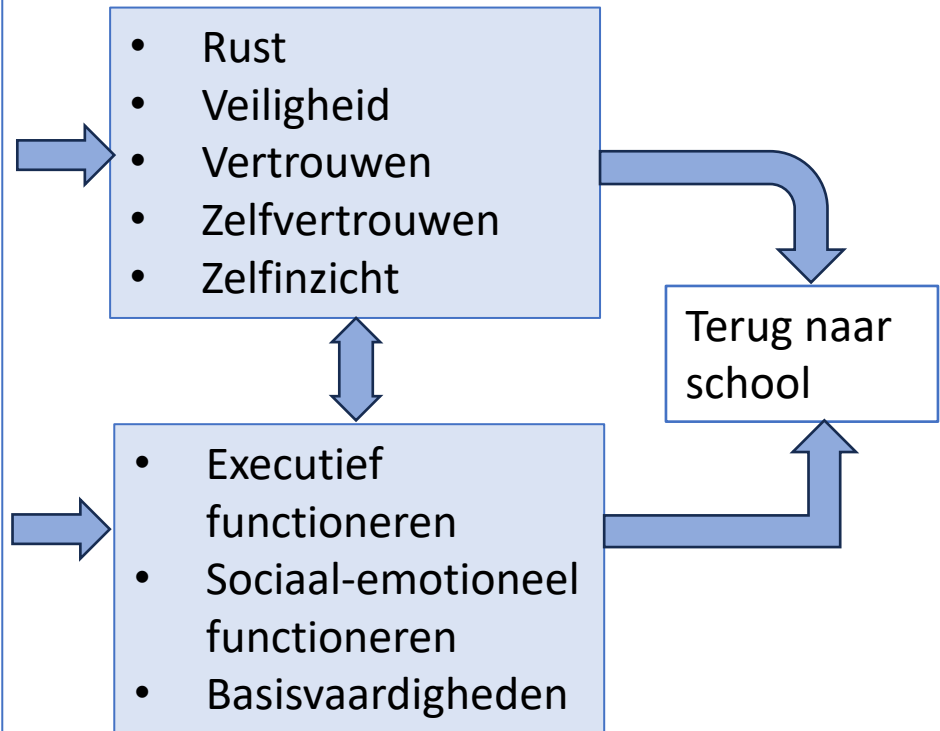 • Rust
• Veiligheid
• Vertrouwen
• Zelfvertrouwen
• Zelfinzicht
Terug naar
school
• Executief
functioneren
• Sociaal-emotioneel
functioneren
• Basisvaardigheden